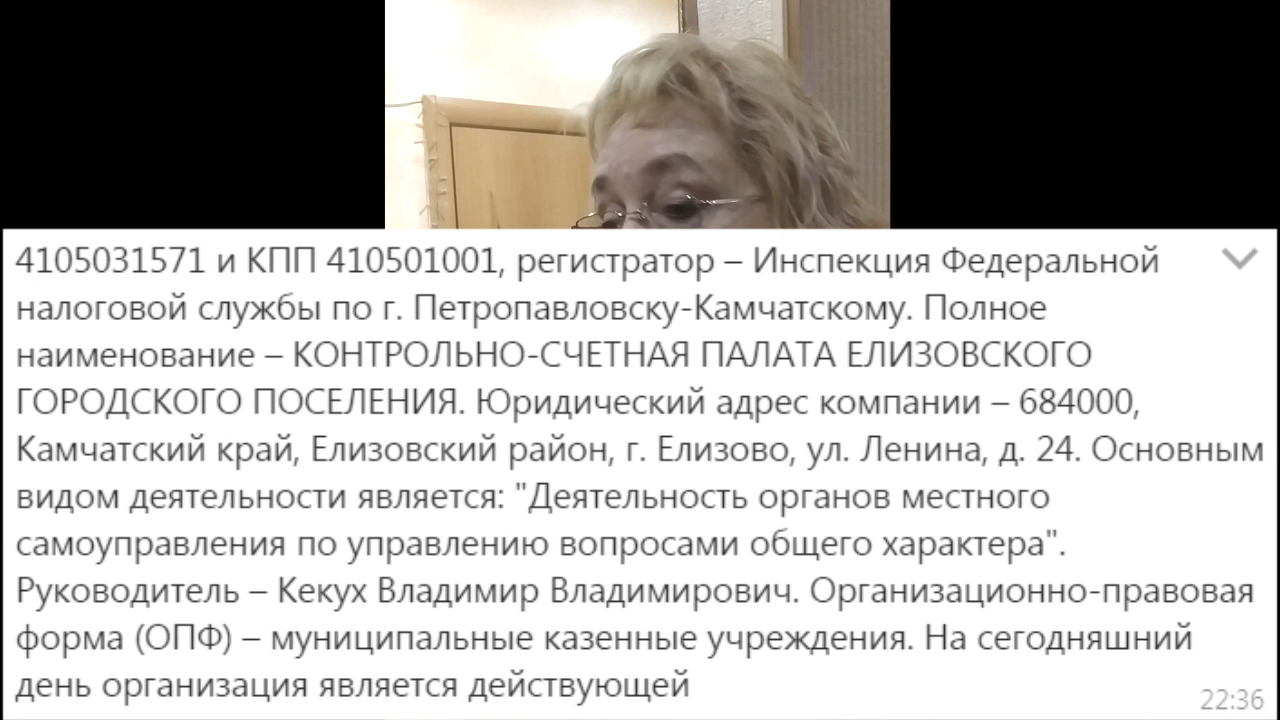 4105031571 и КПП 410501001, регистратор – Инспекция Федеральной
налоговой службы по г. Петропавловску-Камчатскому. Полное
наименование – КОНТРОЛЬНО-СЧЕТНАЯ ПАЛАТА ЕЛИЗОВСКОГО
ГОРОДСКОГО ПОСЕЛЕНИЯ. Юридический адрес компании – 684000,
Камчатский край, Елизовский район, г. Елизово, ул. Ленина, д. 24. Основным
видом деятельности является: "Деятельность органов местного
самоуправления по управлению вопросами общего характера".
Руководитель – Кекух Владимир Владимирович. Организационно-правовая
форма (ОПФ) – муниципальные казенные учреждения. На сегодняшний
день организация является действующей
22:36